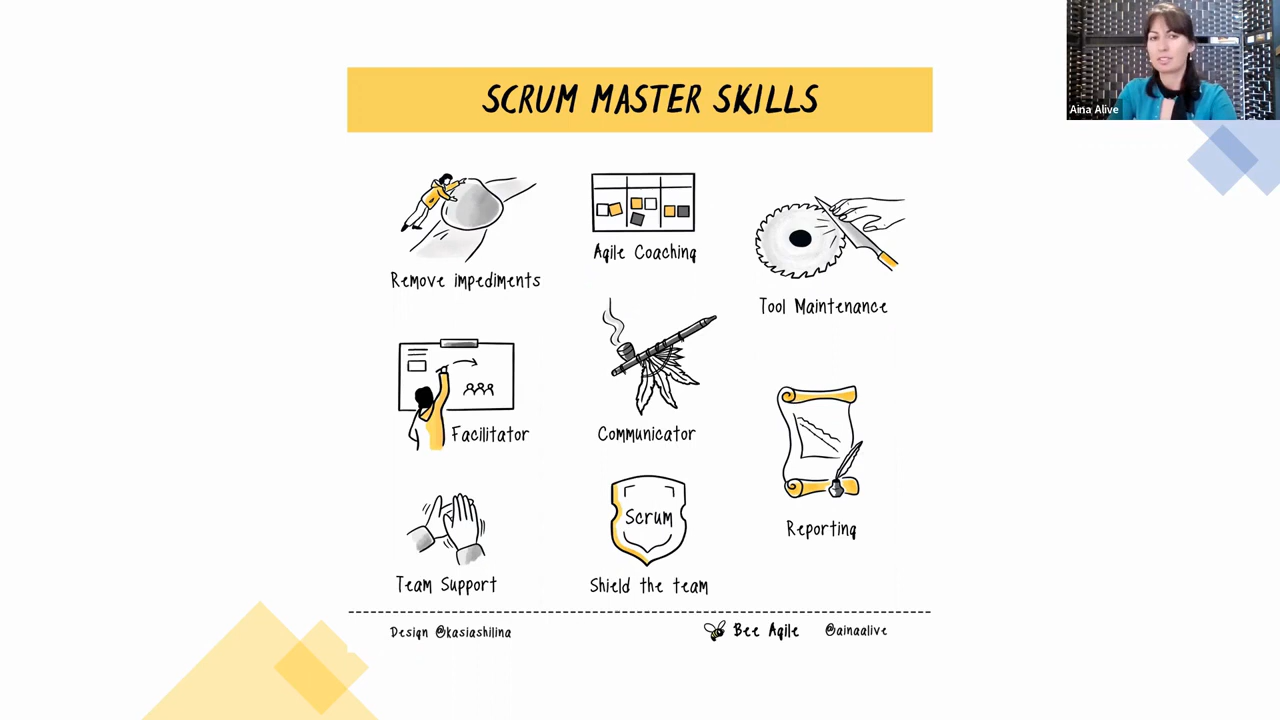 Aina Alive
SCRUM MASTER SKILLS
Remove impediments
Agile Coaching
Tool Maintenance
Facilitator
Communicator
Reporting
Team Support
Scrum
Shield the team
Design @kasiashilina
Bee Agile
@ainaalive